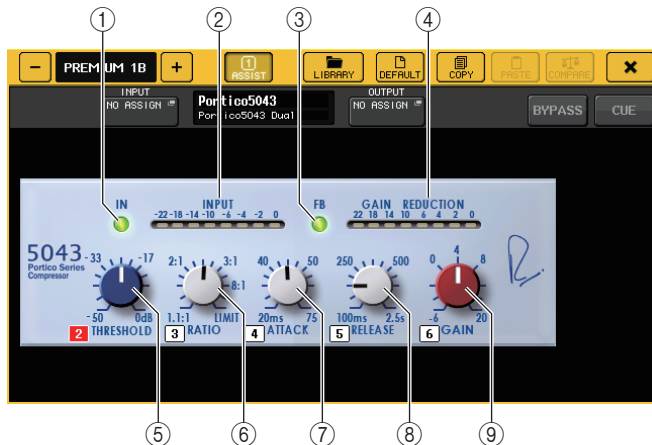 ① ② ③ ④
− PREMIUM 1B + 1 ASSIST LIBRARY DEFAULT COPY PASTE COMPARE ×
INPUT OUTPUT
NO ASSIGN Portico5043 NO ASSIGN BYPASS CUE
Portico5043 Dual
IN INPUT FB GAIN REDUCTION
-22 -18 -14 -10 -6 -4 -2 0 22 18 14 10 6 4 2 0
5043
Portico Series
Compressor
-33 -17 2:1 3:1 8:1 40 50 250 500 0 4 8
-50 0dB 1.1:1 LIMIT 20ms 75 100ms 2.5s -6 20
2 THRESHOLD 3 RATIO 4 ATTACK 5 RELEASE 6 GAIN
⑤ ⑥ ⑦ ⑧ ⑨